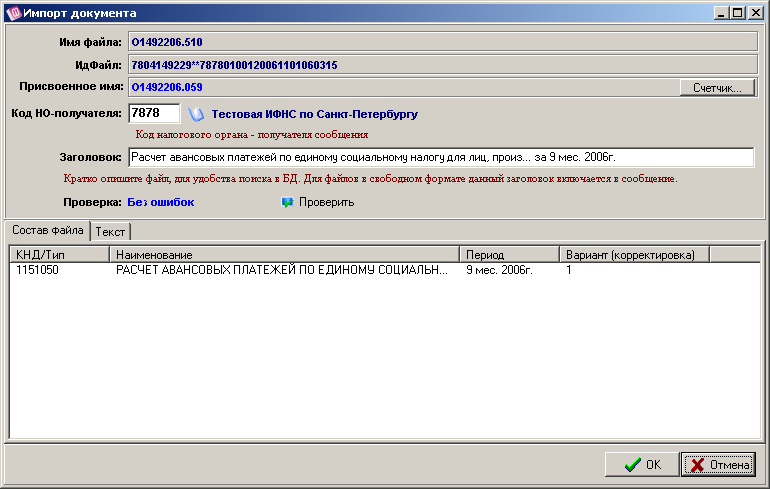 Импорт документа
Имя файла: O1492206.510
ИдФайл: 7804149229**78780100120061101060315
Присвоенное имя: O1492206.059 Счетчик...
Код НО-получателя: 7878 Тестовая ИФНС по Санкт-Петербургу
Код налогового органа - получателя сообщения
Заголовок: Расчет авансовых платежей по единому социальному налогу для лиц, произ... за 9 мес. 2006г.
Кратко опишите файл, для удобства поиска в БД. Для файлов в свободном формате данный заголовок включается в сообщение.
Проверка: Без ошибок Проверить
Состав файла Текст
КНД/Тип Наименование Период Вариант (корректировка)
1151050 РАСЧЕТ АВАНСОВЫХ ПЛАТЕЖЕЙ ПО ЕДИНОМУ СОЦИАЛЬН... 9 мес. 2006г. 1
OK Отмена